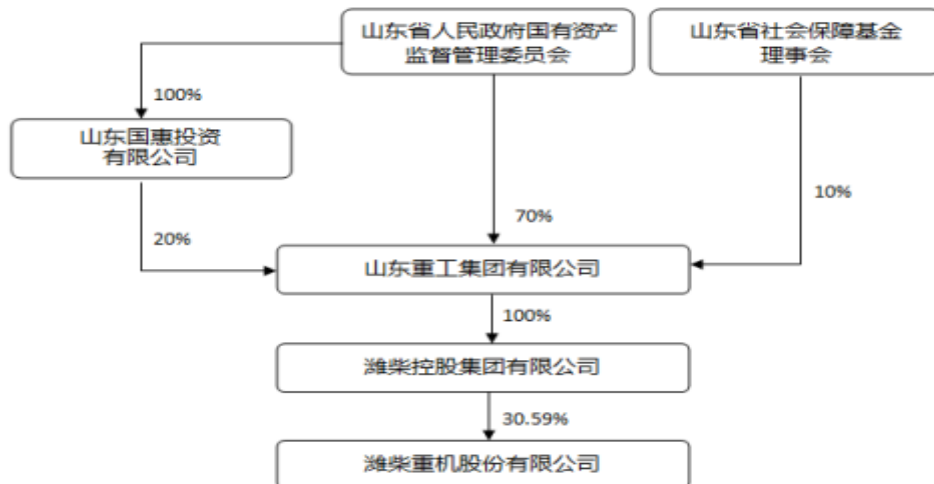 山东省人民政府国有资产
监督管理委员会
山东省社会保障基金
理事会
100%
山东国惠投资
有限公司
10%
70%
20%
山东重工集团有限公司
100%
潍柴控股集团有限公司
30.59%
潍柴重机股份有限公司